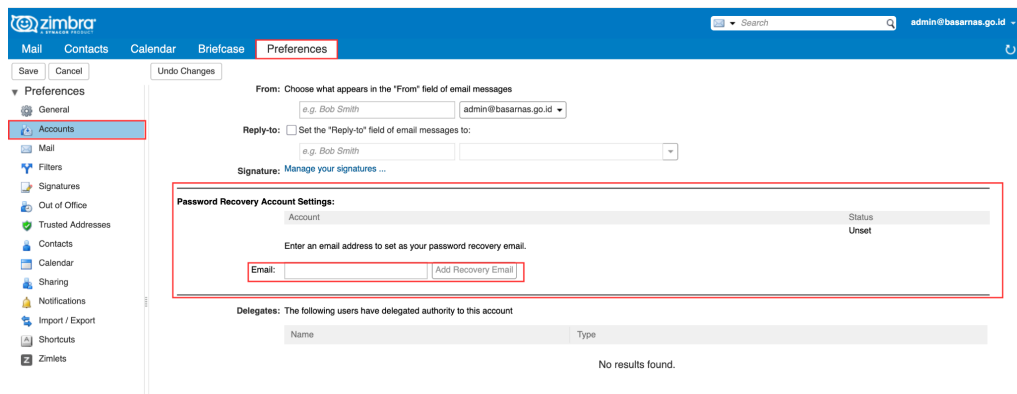 zimbra
A SYNACOR PRODUCT
Search
admin@basarnas.go.id
Mail Contacts Calendar Briefcase Preferences
Save Cancel Undo Changes
Preferences
General
Accounts
Mail
Filters
Signatures
Out of Office
Trusted Addresses
Contacts
Calendar
Sharing
Notifications
Import / Export
Shortcuts
Z Zimlets
From: Choose what appears in the "From" field of email messages
e.g. Bob Smith admin@basarnas.go.id
Reply-to: Set the "Reply-to" field of email messages to:
e.g. Bob Smith
Signature: Manage your signatures ...
Password Recovery Account Settings:
Account Status
Unset
Enter an email address to set as your password recovery email.
Email: Add Recovery Email
Delegates: The following users have delegated authority to this account
Name Type
No results found.